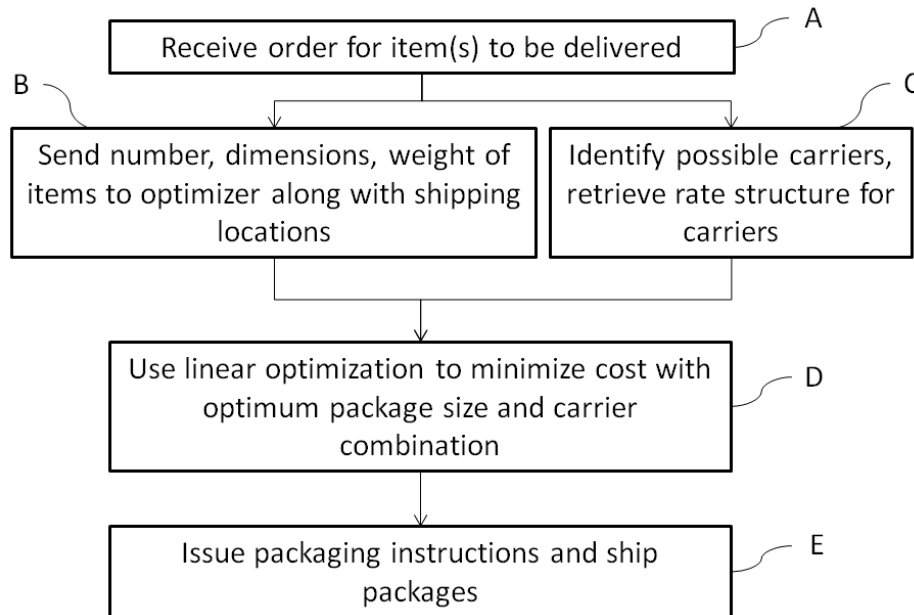 A
Receive order for item(s) to be delivered
B
C
Send number, dimensions, weight of
items to optimizer along with shipping
locations
Identify possible carriers,
retrieve rate structure for
carriers
Use linear optimization to minimize cost with
optimum package size and carrier
combination
D
Issue packaging instructions and ship
packages
E